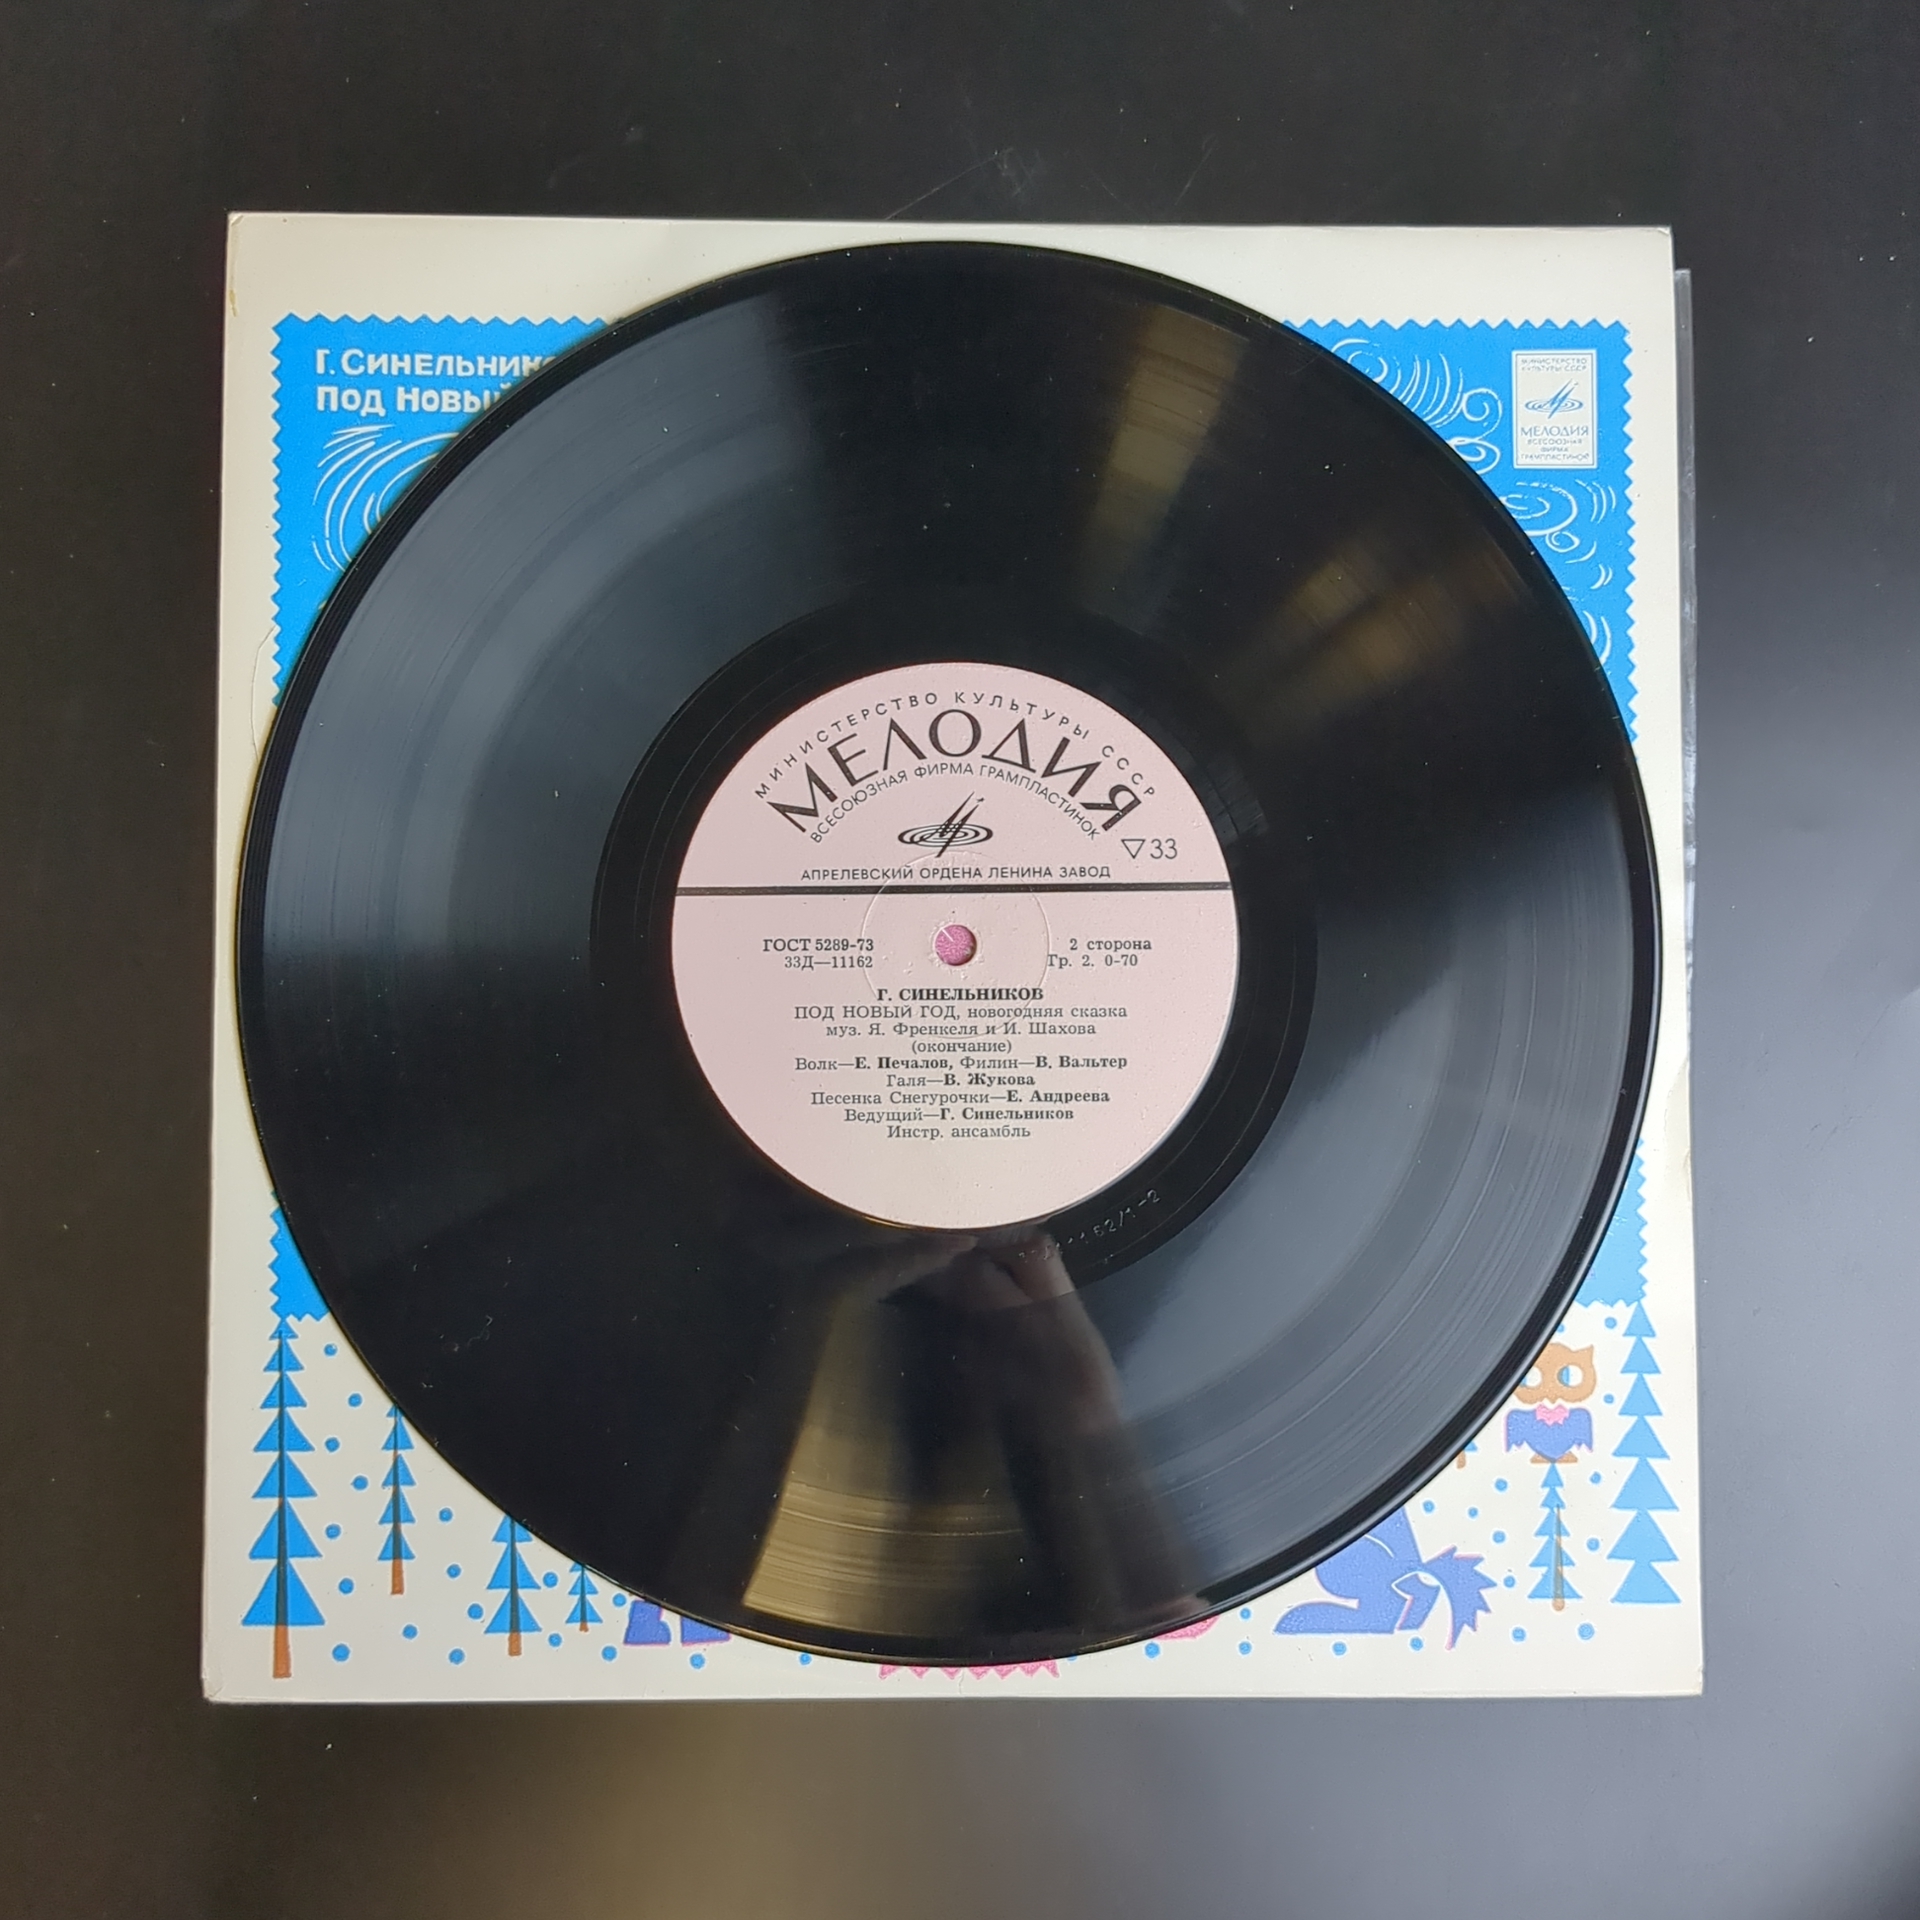 Г. СИНЕЛЬНИК
ПОД НОВЫЙ
МИНИСТЕРСТВО
КУЛЬТУРЫ СССР
МЕЛОДИЯ
ВСЕСОЮЗНАЯ
ФИРМА
ГРАМПЛАСТИНОК
МИНИСТЕРСТВО КУЛЬТУРЫ СССР
МЕЛОДИЯ
ВСЕСОЮЗНАЯ ФИРМА ГРАМПЛАСТИНОК
▽33
АПРЕЛЕВСКИЙ ОРДЕНА ЛЕНИНА ЗАВОД
ГОСТ 5289-73
33Д—11162
2 сторона
Гр. 2. 0-70
Г. СИНЕЛЬНИКОВ
ПОД НОВЫЙ ГОД, новогодняя сказка
муз. Я. Френкеля и И. Шахова
(окончание)
Волк—Е. Печалов, Филин—В. Вальтер
Галя—В. Жукова
Песенка Снегурочки—Е. Андреева
Ведущий—Г. Синельников
Инстр. ансамбль